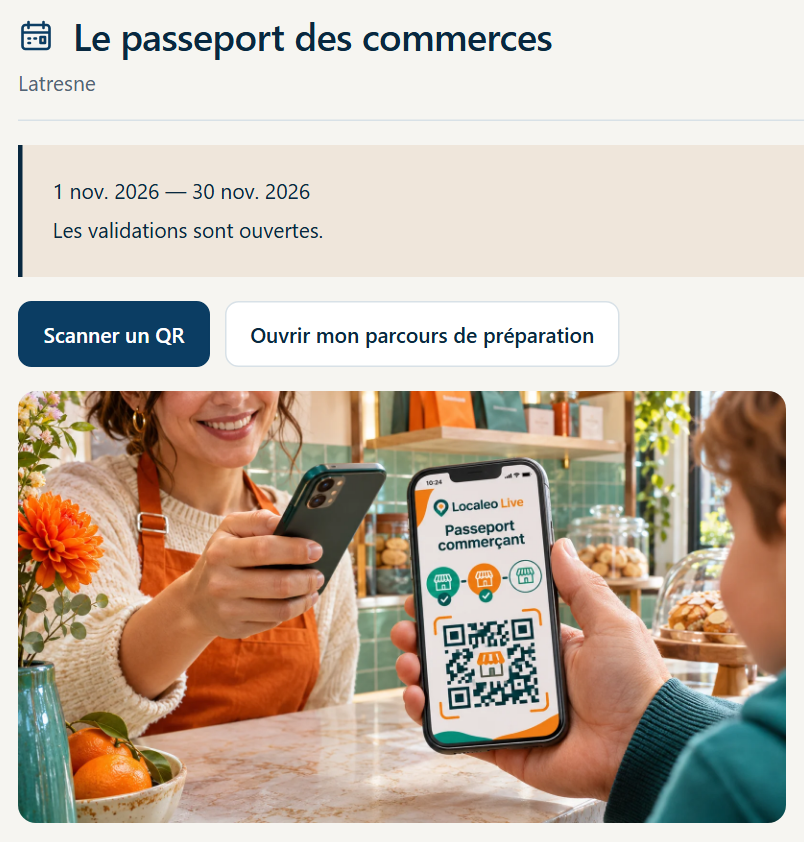 Le passeport des commerces
Latresne
1 nov. 2026 — 30 nov. 2026
Les validations sont ouvertes.
Scanner un QR
Ouvrir mon parcours de préparation
10:24
Localeo Live
Passeport
commerçant